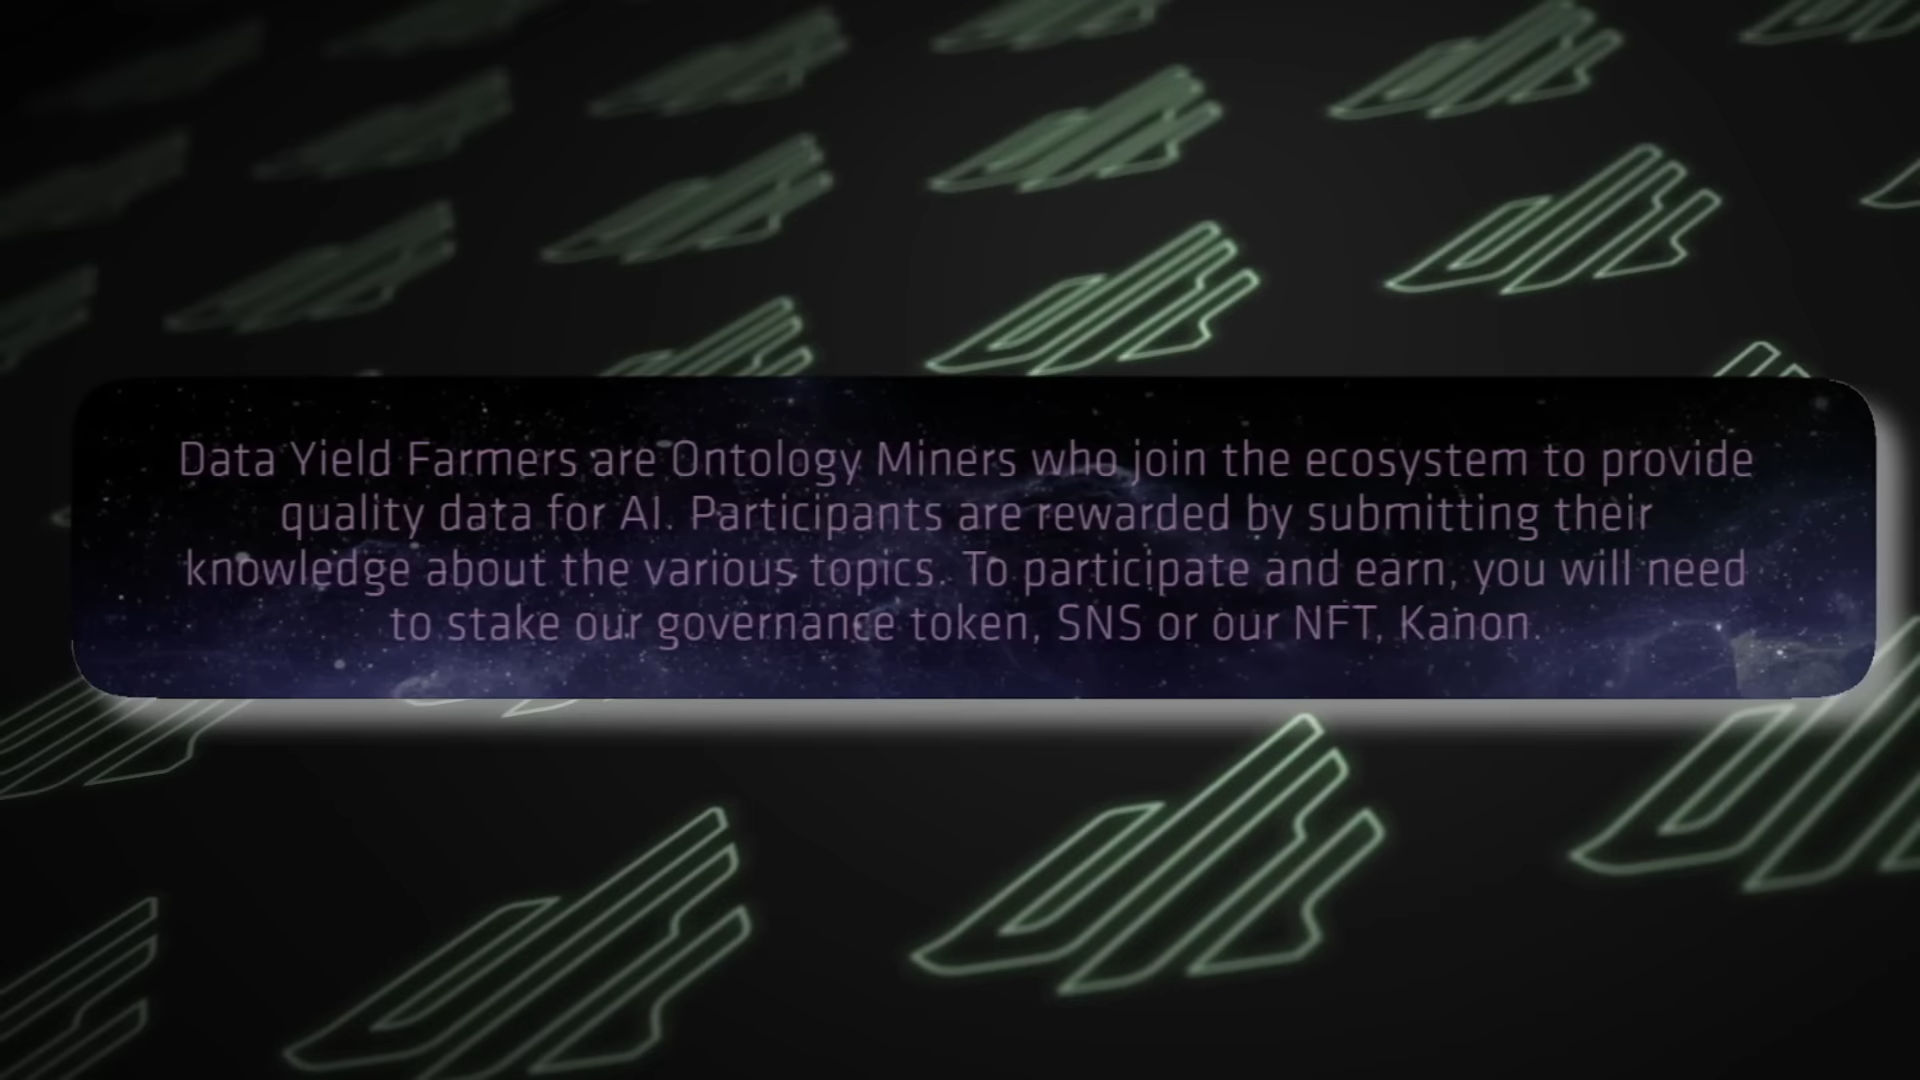 Data Yield Farmers are Ontology Miners who join the ecosystem to provide
quality data for AI. Participants are rewarded by submitting their
knowledge about the various topics. To participate and earn, you will need
to stake our governance token, SNS or our NFT, Kanon.